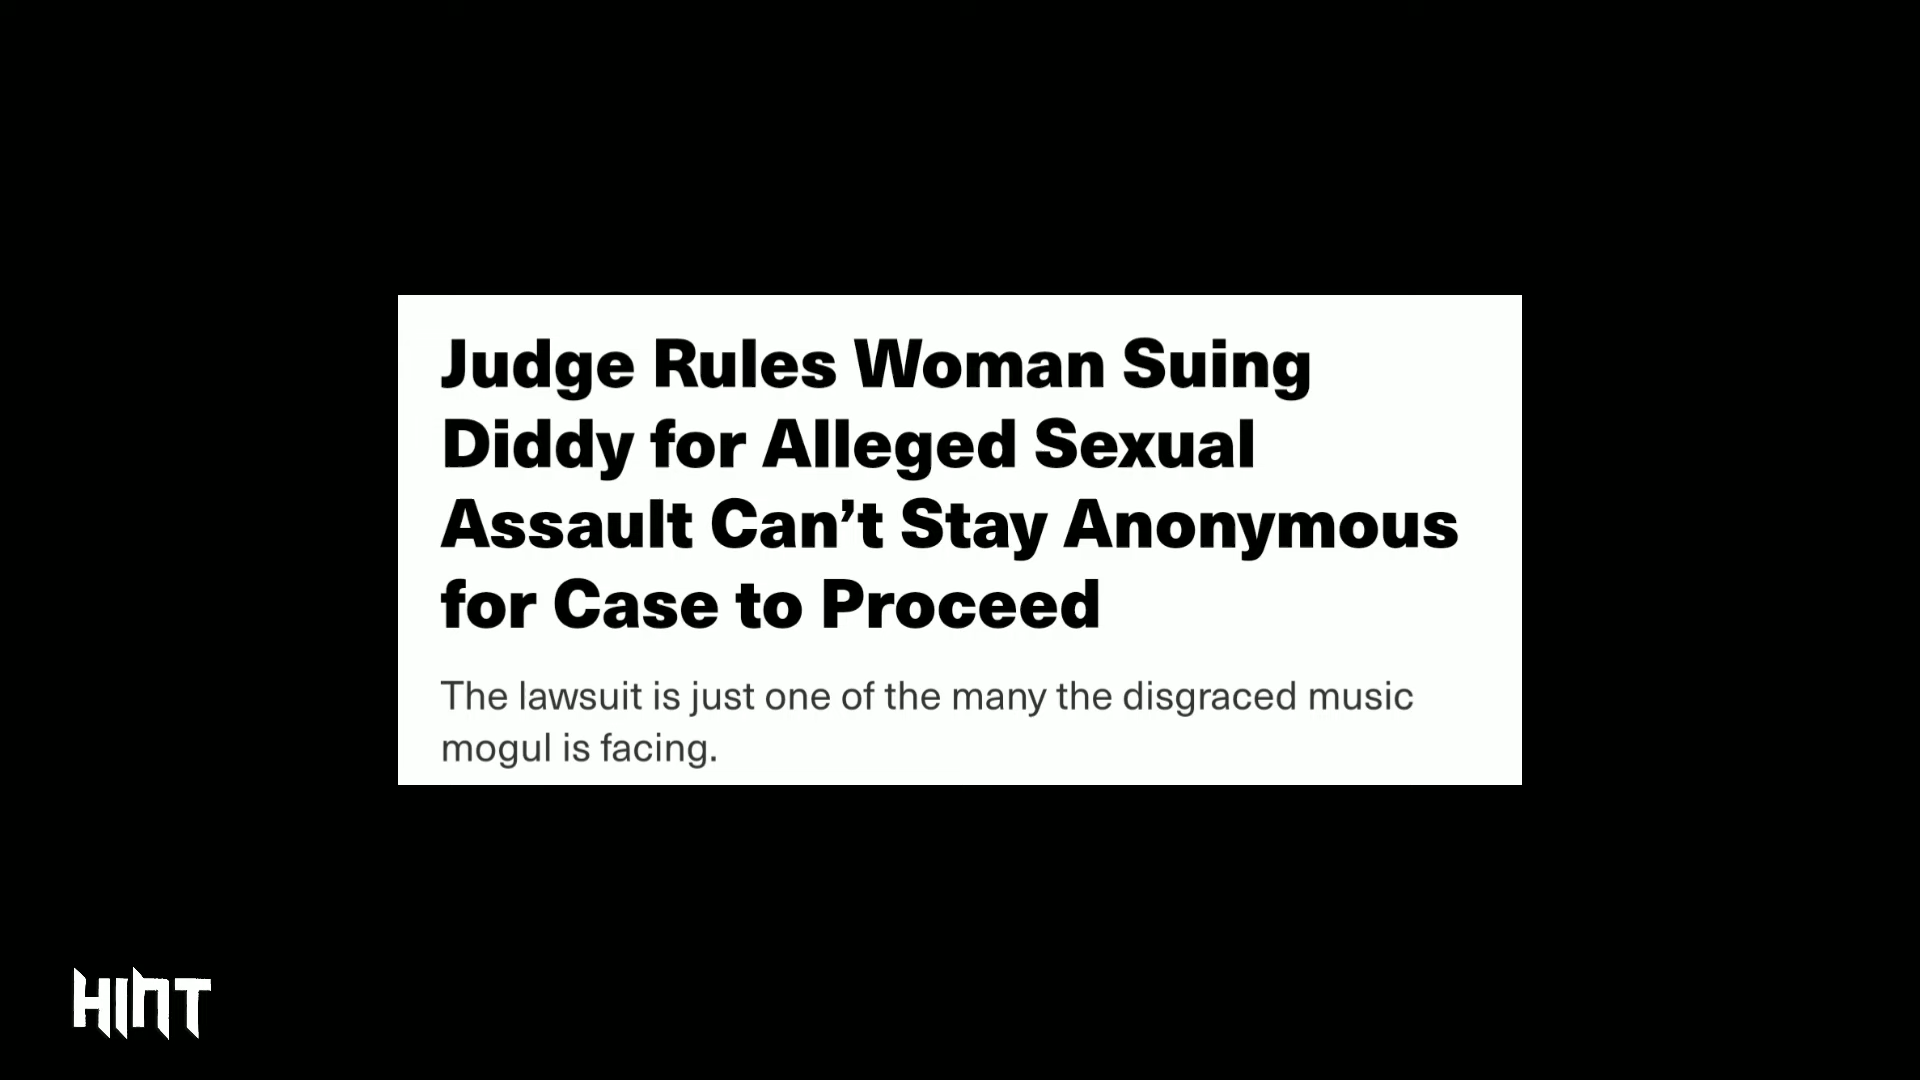 Judge Rules Woman Suing
Diddy for Alleged Sexual
Assault Can’t Stay Anonymous
for Case to Proceed
The lawsuit is just one of the many the disgraced music
mogul is facing.
HINT